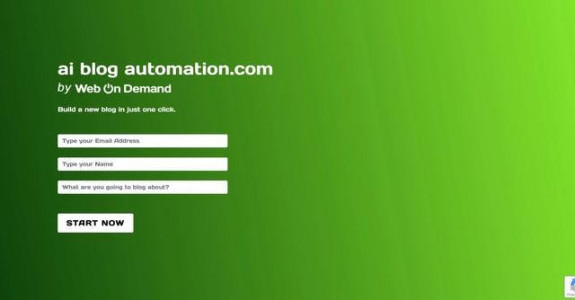 ai blog automation.com
by Web On Demand
Build a new blog in just one click.
Type your Email Address
Type your Name
What are you going to blog about?
START NOW